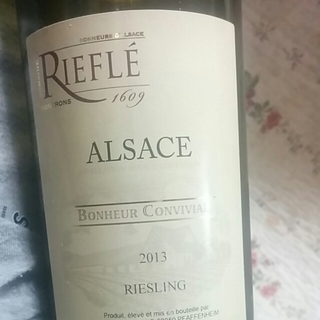 BONHEURS ALSACE
RIEFLÉ
1609
ALSACE
BONHEUR CONVIVIAL
2013
RIESLING
Produit, élevé et mis en bouteille par
PFAFFENHEIM